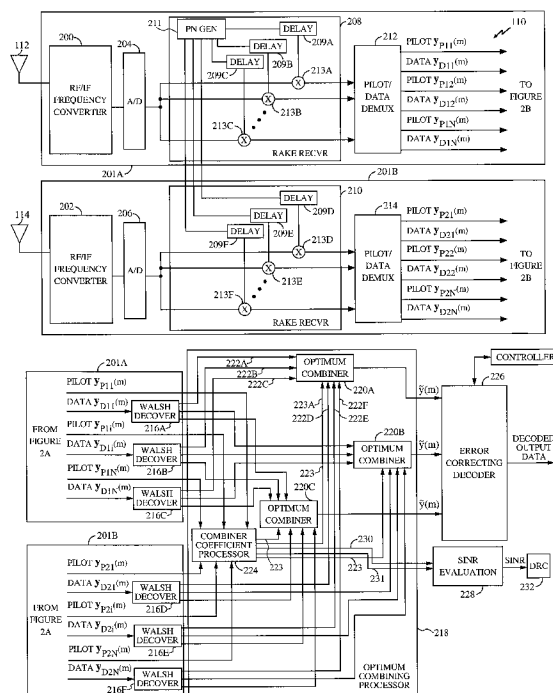 211
PN GEN
DELAY
208
209A
DELAY
209B
DELAY
209C
110
112
200
204
212
RF/IF
FREQUENCY
CONVERTER
A/D
213A
213B
213C
RAKE RECVR
PILOT/
DATA
DEMUX
PILOT yP11(m)
DATA yD11(m)
PILOT yP12(m)
DATA yD12(m)
PILOT yP1N(m)
DATA yD1N(m)
TO
FIGURE
2B
201A
201B
114
202
206
210
214
DELAY
209D
DELAY
209E
DELAY
209F
RF/IF
FREQUENCY
CONVERTER
A/D
213D
213E
213F
RAKE RECVR
PILOT/
DATA
DEMUX
PILOT yP21(m)
DATA yD21(m)
PILOT yP22(m)
DATA yD22(m)
PILOT yP2N(m)
DATA yD2N(m)
TO
FIGURE
2B
201A
222A
222B
222C
OPTIMUM
COMBINER
220A
CONTROLLER
226
PILOT yP11(m)
DATA yD11(m)
PILOT yP1i(m)
DATA yD1i(m)
PILOT yP1N(m)
DATA yD1N(m)
FROM
FIGURE
2A
WALSH
DECOVER
216A
WALSH
DECOVER
216B
WALSH
DECOVER
216C
223A
222D
222F
222E
223
220B
OPTIMUM
COMBINER
220C
OPTIMUM
COMBINER
ỹ(m)
ỹ(m)
ỹ(m)
ERROR
CORRECTING
DECODER
DECODED
OUTPUT
DATA
201B
COMBINER
COEFFICIENT
PROCESSOR
224
223
230
223
231
SINR
EVALUATION
228
SINR
DRC
232
PILOT yP21(m)
DATA yD21(m)
PILOT yP2i(m)
DATA yD2i(m)
PILOT yP2N(m)
DATA yD2N(m)
FROM
FIGURE
2A
WALSH
DECOVER
216D
WALSH
DECOVER
216E
WALSH
DECOVER
216F
218
OPTIMUM
COMBINING
PROCESSOR